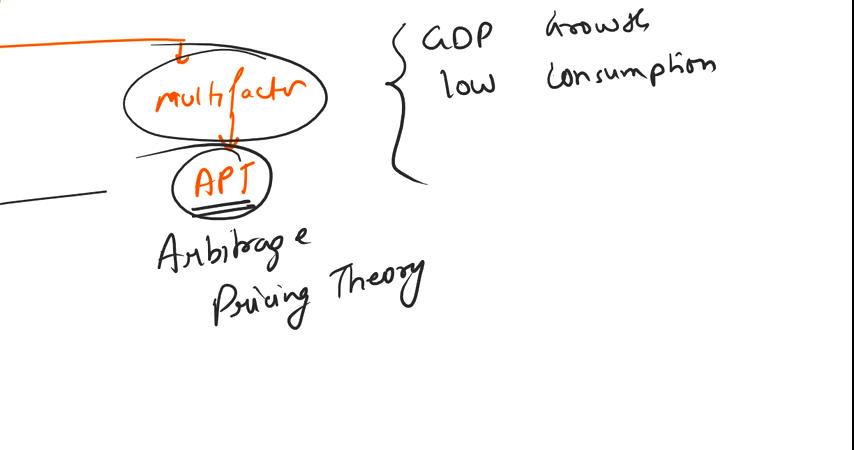 GDP Growth
low Consumption
multifactor
APT
Arbitrage
Pricing Theory